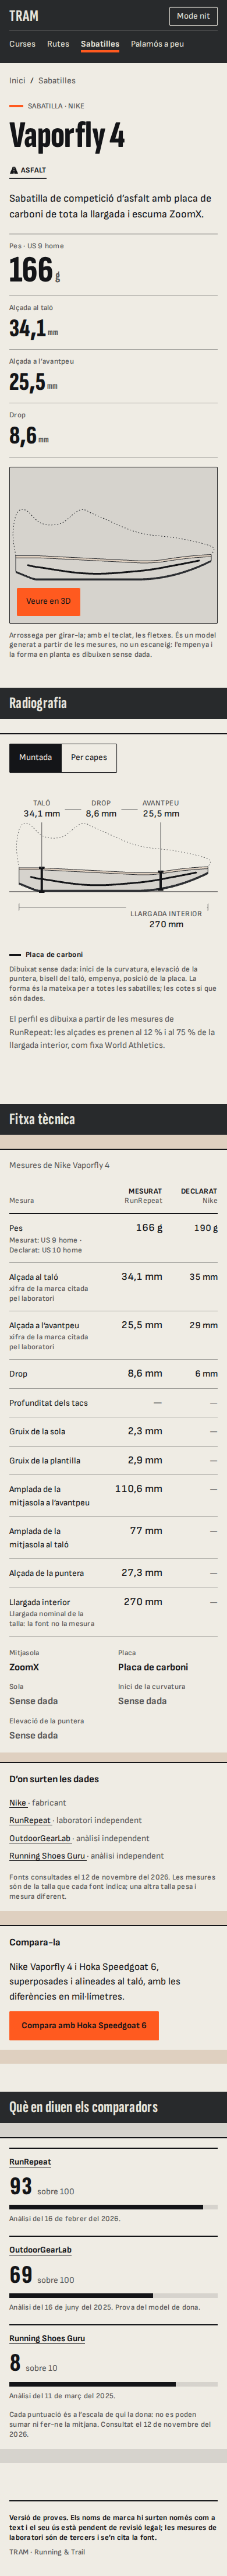 TRAM
Mode nit
Curses Rutes Sabatilles Palamós a peu
Inici / Sabatilles
SABATILLA · NIKE
Vaporfly 4
ASFALT
Sabatilla de competició d'asfalt amb placa de
carboni de tota la llargada i escuma ZoomX.
Pes · US 9 home
166 g
Alçada al taló
34,1 mm
Alçada a l'avantpeu
25,5 mm
Drop
8,6 mm
Veure en 3D
Arrossega per girar-la; amb el teclat, les fletxes. És un model
generat a partir de les mesures, no un escaneig: l'empenya i
la forma en planta es dibuixen sense dada.
Radiografia
Muntada Per capes
TALÓ DROP AVANTPEU
34,1 mm 8,6 mm 25,5 mm
LLARGADA INTERIOR
270 mm
Placa de carboni
Dibuixat sense dada: inici de la curvatura, elevació de la
puntera, bisell del taló, empenya, posició de la placa. La
forma és la mateixa per a totes les sabatilles; les cotes sí que
són dades.
El perfil es dibuixa a partir de les mesures de
RunRepeat: les alçades es prenen al 12 % i al 75 % de la
llargada interior, com fixa World Athletics.
Fitxa tècnica
Mesures de Nike Vaporfly 4
Mesura MESURAT RunRepeat DECLARAT Nike
Pes 166 g 190 g
Mesurat: US 9 home ·
Declarat: US 10 home
Alçada al taló 34,1 mm 35 mm
xifra de la marca citada
pel laboratori
Alçada a l'avantpeu 25,5 mm 29 mm
xifra de la marca citada
pel laboratori
Drop 8,6 mm 6 mm
Profunditat dels tacs — —
Gruix de la sola 2,3 mm —
Gruix de la plantilla 2,9 mm —
Amplada de la 110,6 mm —
mitjasola a l'avantpeu
Amplada de la 77 mm —
mitjasola al taló
Alçada de la puntera 27,3 mm —
Llargada interior 270 mm —
Llargada nominal de la
talla: la font no la mesura
Mitjasola Placa
ZoomX Placa de carboni
Sola Inici de la curvatura
Sense dada Sense dada
Elevació de la puntera
Sense dada
D'on surten les dades
Nike · fabricant
RunRepeat · laboratori independent
OutdoorGearLab · anàlisi independent
Running Shoes Guru · anàlisi independent
Fonts consultades el 12 de novembre del 2026. Les mesures
són de la talla que cada font indica; una altra talla pesa i
mesura diferent.
Compara-la
Nike Vaporfly 4 i Hoka Speedgoat 6,
superposades i alineades al taló, amb les
diferències en mil·límetres.
Compara amb Hoka Speedgoat 6
Què en diuen els comparadors
RunRepeat
93 sobre 100
Anàlisi del 16 de febrer del 2026.
OutdoorGearLab
69 sobre 100
Anàlisi del 16 de juny del 2025. Prova del model de dona.
Running Shoes Guru
8 sobre 10
Anàlisi del 11 de març del 2025.
Cada puntuació és a l'escala de qui la dona: no es poden
sumar ni fer-ne la mitjana. Consultat el 12 de novembre del
2026.
Versió de proves. Els noms de marca hi surten només com a
text i el seu ús està pendent de revisió legal; les mesures de
laboratori són de tercers i se'n cita la font.
TRAM · Running & Trail